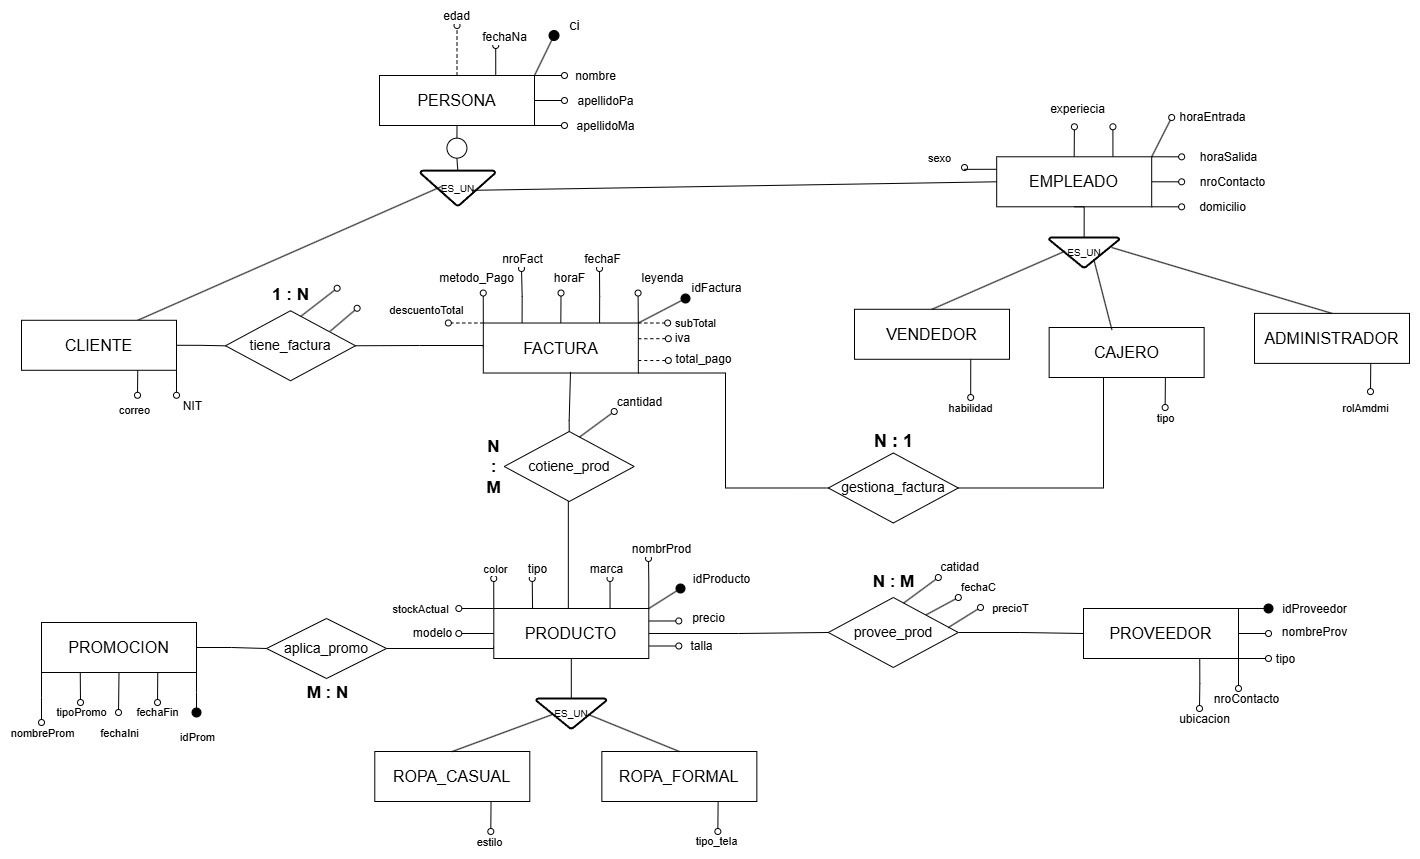 edad
fechaNa
ci
nombre
PERSONA
apellidoPa
apellidoMa
ES_UN
experiecia
horaEntrada
sexo
horaSalida
EMPLEADO
nroContacto
domicilio
ES_UN
nroFact
fechaF
metodo_Pago
horaF
leyenda
1 : N
idFactura
descuentoTotal
subTotal
CLIENTE
tiene_factura
FACTURA
iva
total_pago
VENDEDOR
CAJERO
ADMINISTRADOR
correo
NIT
cantidad
habilidad
tipo
rolAmdmi
N
:
M
cotiene_prod
N : 1
gestiona_factura
nombrProd
color
tipo
marca
idProducto
stockActual
precio
modelo
PRODUCTO
talla
N : M
catidad
fechaC
precioT
provee_prod
idProveedor
PROVEEDOR
nombreProv
tipo
nroContacto
ubicacion
PROMOCION
aplica_promo
M : N
tipoPromo
fechaFin
nombreProm
fechaIni
idProm
ES_UN
ROPA_CASUAL
ROPA_FORMAL
estilo
tipo_tela